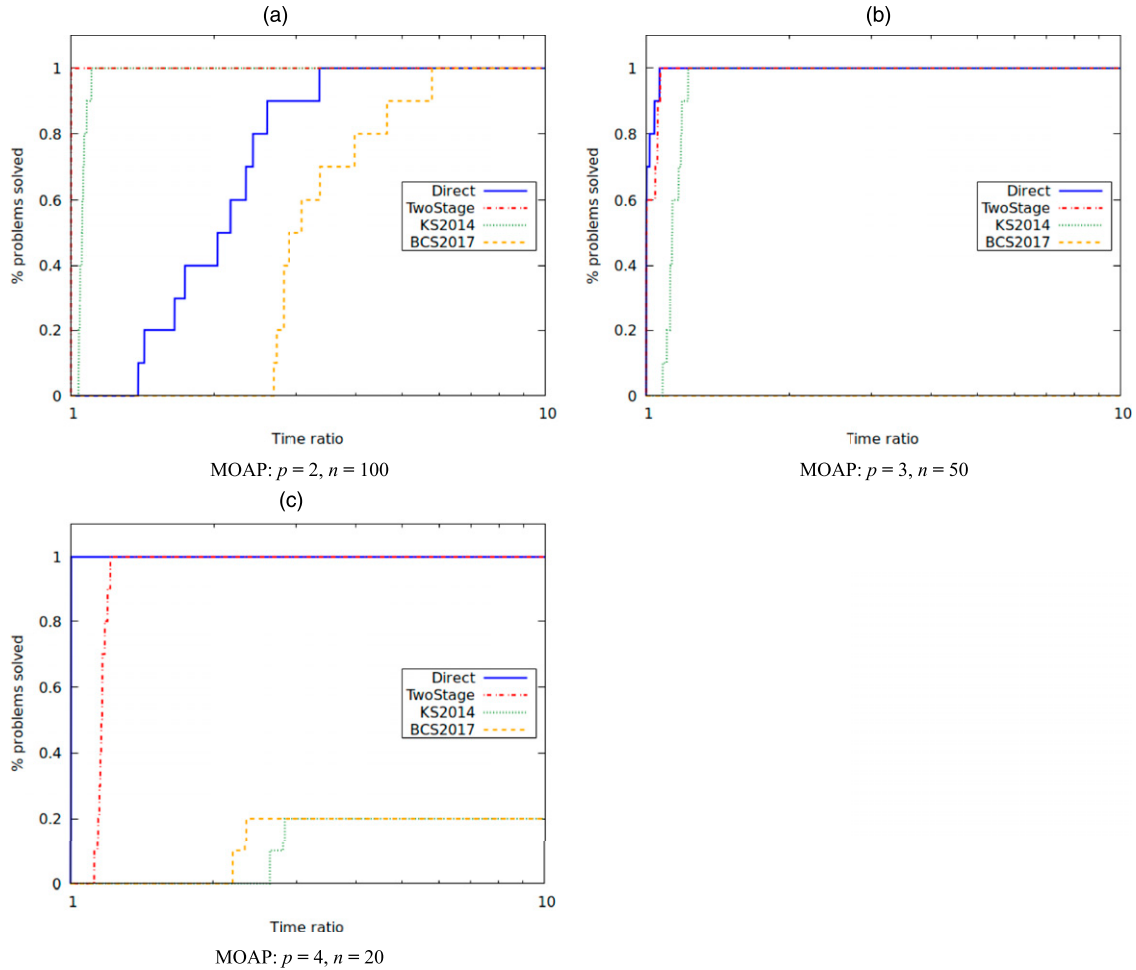 (a)
% problems solved
1
0.8
0.6
0.4
0.2
0
Direct
TwoStage
KS2014
BCS2017
1
10
Time ratio
MOAP: p = 2, n = 100
(b)
% problems solved
1
0.8
0.6
0.4
0.2
0
Direct
TwoStage
KS2014
BCS2017
1
10
Time ratio
MOAP: p = 3, n = 50
(c)
% problems solved
1
0.8
0.6
0.4
0.2
0
Direct
TwoStage
KS2014
BCS2017
1
10
Time ratio
MOAP: p = 4, n = 20